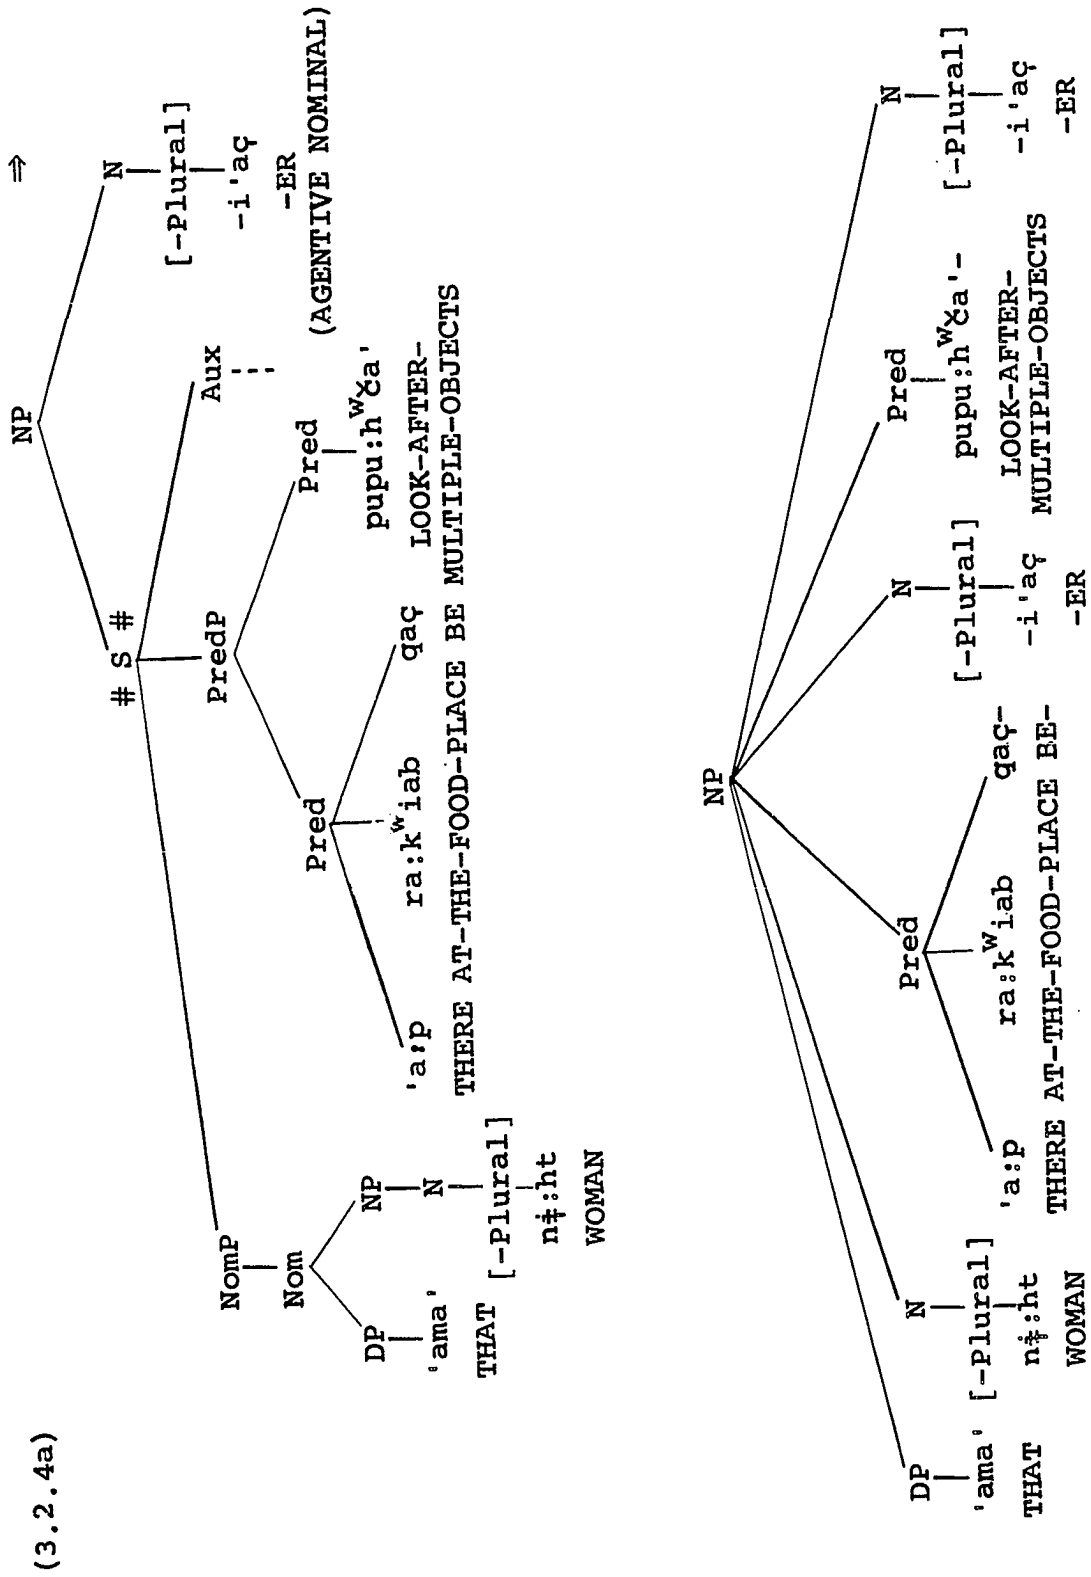 (3.2.4a)
NP ⇒
# S # N
NomP PredP Aux [-Plural]
Nom Pred Pred -i'aç
DP NP 'a:p ra:kʷiab qaç pupu:hʷča' -ER
'ama' N (AGENTIVE NOMINAL)
THAT [-Plural] THERE AT-THE-FOOD-PLACE BE LOOK-AFTER-
nɨ:ht MULTIPLE-OBJECTS
WOMAN
NP
DP N Pred N Pred N
'ama' [-Plural] 'a:p ra:kʷiab qaç- [-Plural] pupu:hʷča'- [-Plural]
THAT nɨ:ht THERE AT-THE-FOOD-PLACE BE- -i'aç LOOK-AFTER- -i'aç
WOMAN -ER MULTIPLE-OBJECTS -ER